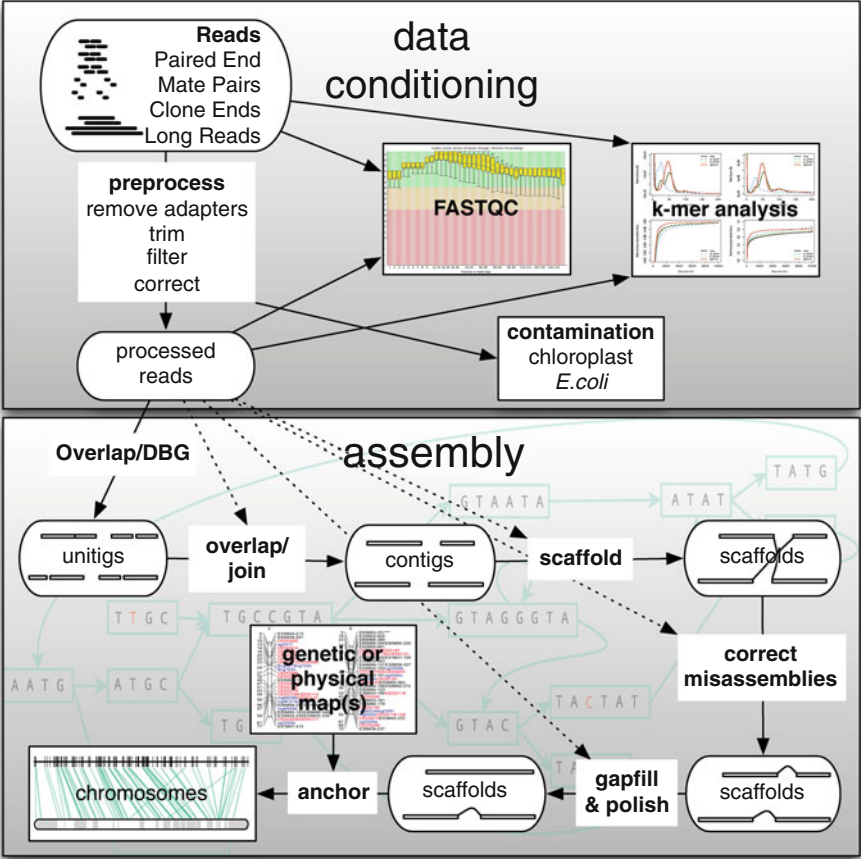 data
conditioning
Reads
Paired End
Mate Pairs
Clone Ends
Long Reads
preprocess
remove adapters
trim
filter
correct
FASTQC
k-mer analysis
processed
reads
contamination
chloroplast
E.coli
assembly
Overlap/DBG
TATG
GTAATA
ATAT
unitigs
overlap/
join
contigs
scaffold
scaffolds
TTGC
TGCCGTA
GTAGGGTA
genetic or
physical
map(s)
correct
misassemblies
AATG
ATGC
TACTAT
TG
GTAC
TA
chromosomes
anchor
scaffolds
gapfill
& polish
scaffolds